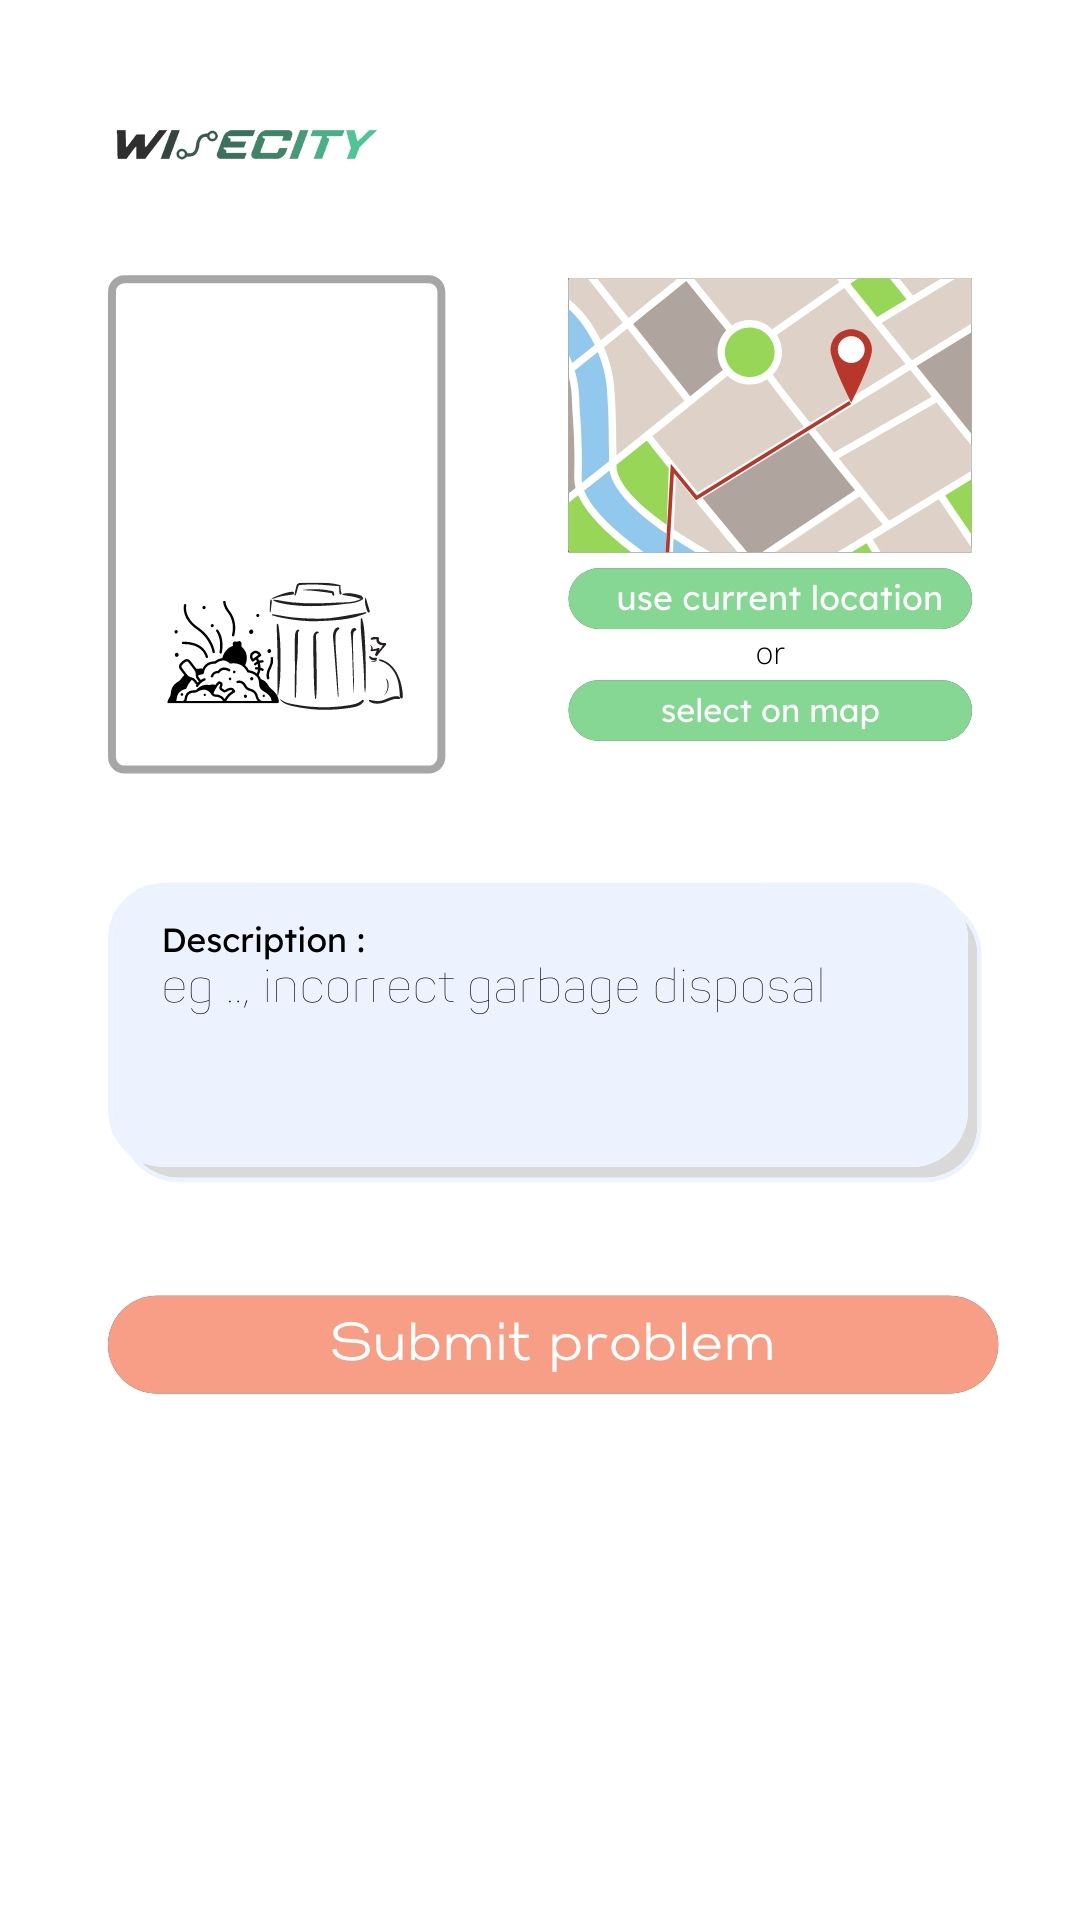 WISECITY
use current location
or
select on map
Description :
eg .., incorrect garbage disposal
Submit problem